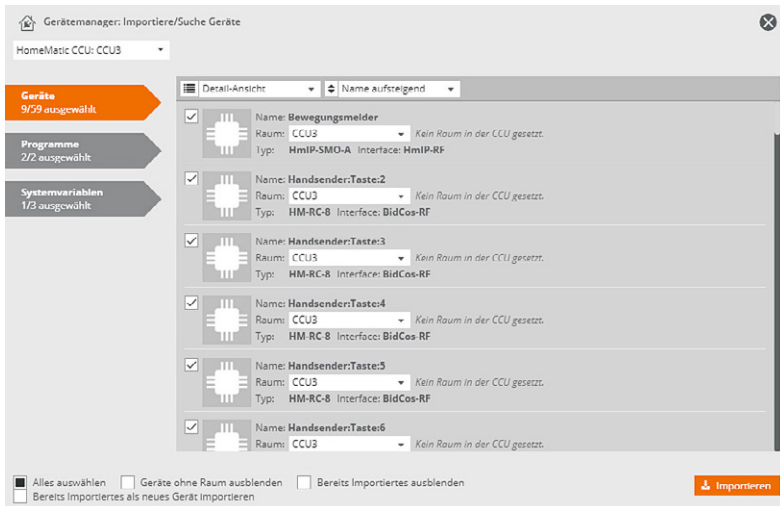 Gerätemanager: Importiere/Suche Geräte
HomeMatic CCU: CCU3
Geräte
9/59 ausgewählt
Programme
2/2 ausgewählt
Systemvariablen
1/3 ausgewählt
Detail-Ansicht
Name aufsteigend
Name: Bewegungsmelder
Raum: CCU3 Kein Raum in der CCU gesetzt.
Typ: HmIP-SMO-A Interface: HmIP-RF
Name: Handsender:Taste:2
Raum: CCU3 Kein Raum in der CCU gesetzt.
Typ: HM-RC-8 Interface: BidCos-RF
Name: Handsender:Taste:3
Raum: CCU3 Kein Raum in der CCU gesetzt.
Typ: HM-RC-8 Interface: BidCos-RF
Name: Handsender:Taste:4
Raum: CCU3 Kein Raum in der CCU gesetzt.
Typ: HM-RC-8 Interface: BidCos-RF
Name: Handsender:Taste:5
Raum: CCU3 Kein Raum in der CCU gesetzt.
Typ: HM-RC-8 Interface: BidCos-RF
Name: Handsender:Taste:6
Raum: CCU3 Kein Raum in der CCU gesetzt.
Alles auswählen Geräte ohne Raum ausblenden Bereits Importiertes ausblenden
Bereits Importiertes als neues Gerät importieren
Importieren